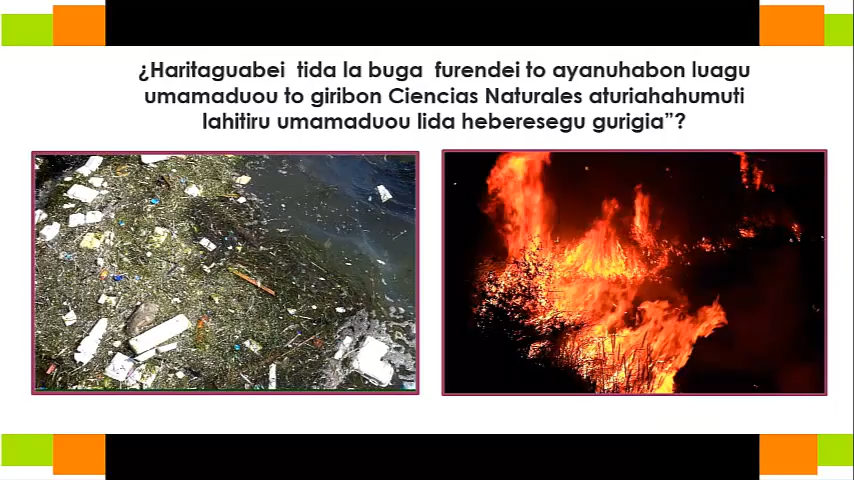 ¿Haritaguabei tida la buga furendei to ayanuhabon luagu
umamaduou to giribon Ciencias Naturales aturiahahumuti
lahitiru umamaduou lida heberesegu gurigia”?